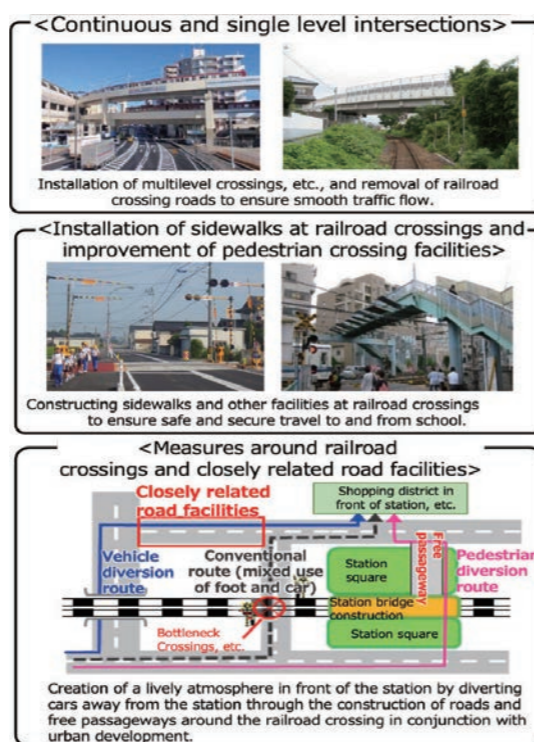 <Continuous and single level intersections>
Installation of multilevel crossings, etc., and removal of railroad
crossing roads to ensure smooth traffic flow.
<Installation of sidewalks at railroad crossings and
improvement of pedestrian crossing facilities>
Constructing sidewalks and other facilities at railroad crossings
to ensure safe and secure travel to and from school.
<Measures around railroad
crossings and closely related road facilities>
Closely related
road facilities
Shopping district in
front of station, etc.
Vehicle
diversion
route
Conventional
route (mixed use
of foot and car)
Station
square
Free
passageway
Pedestrian
diversion
route
Station bridge
construction
Bottleneck
Crossings, etc.
Station square
Creation of a lively atmosphere in front of the station by diverting
cars away from the station through the construction of roads and
free passageways around the railroad crossing in conjunction with
urban development.